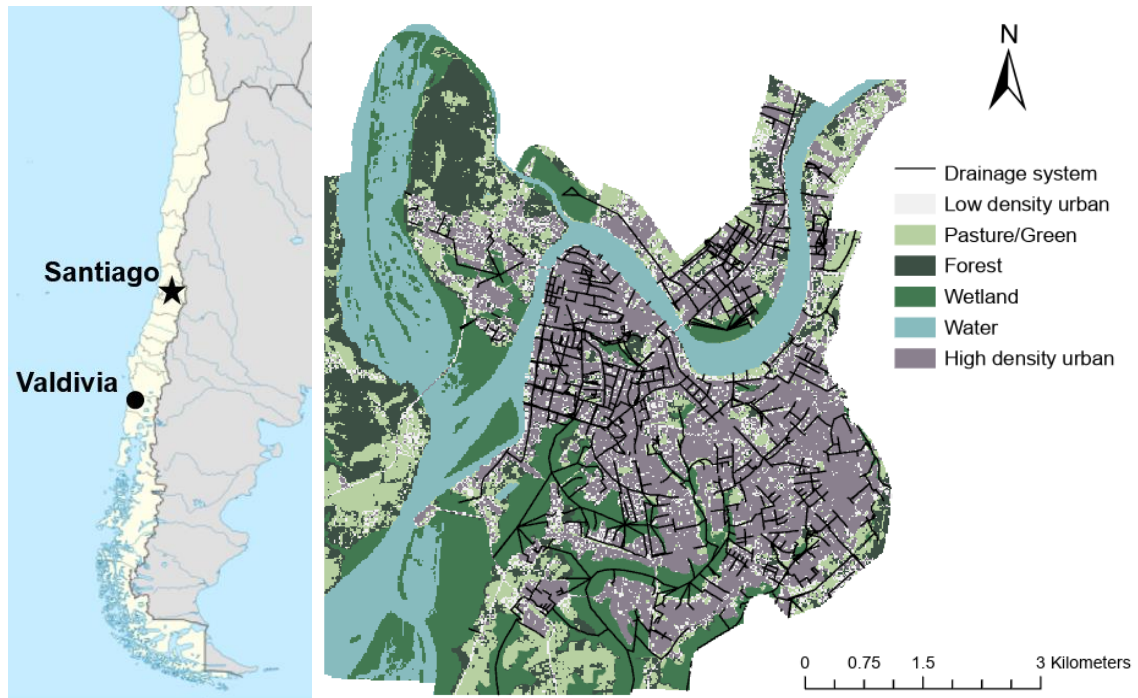 Santiago
Valdivia
N
Drainage system
Low density urban
Pasture/Green
Forest
Wetland
Water
High density urban
0 0.75 1.5 3 Kilometers